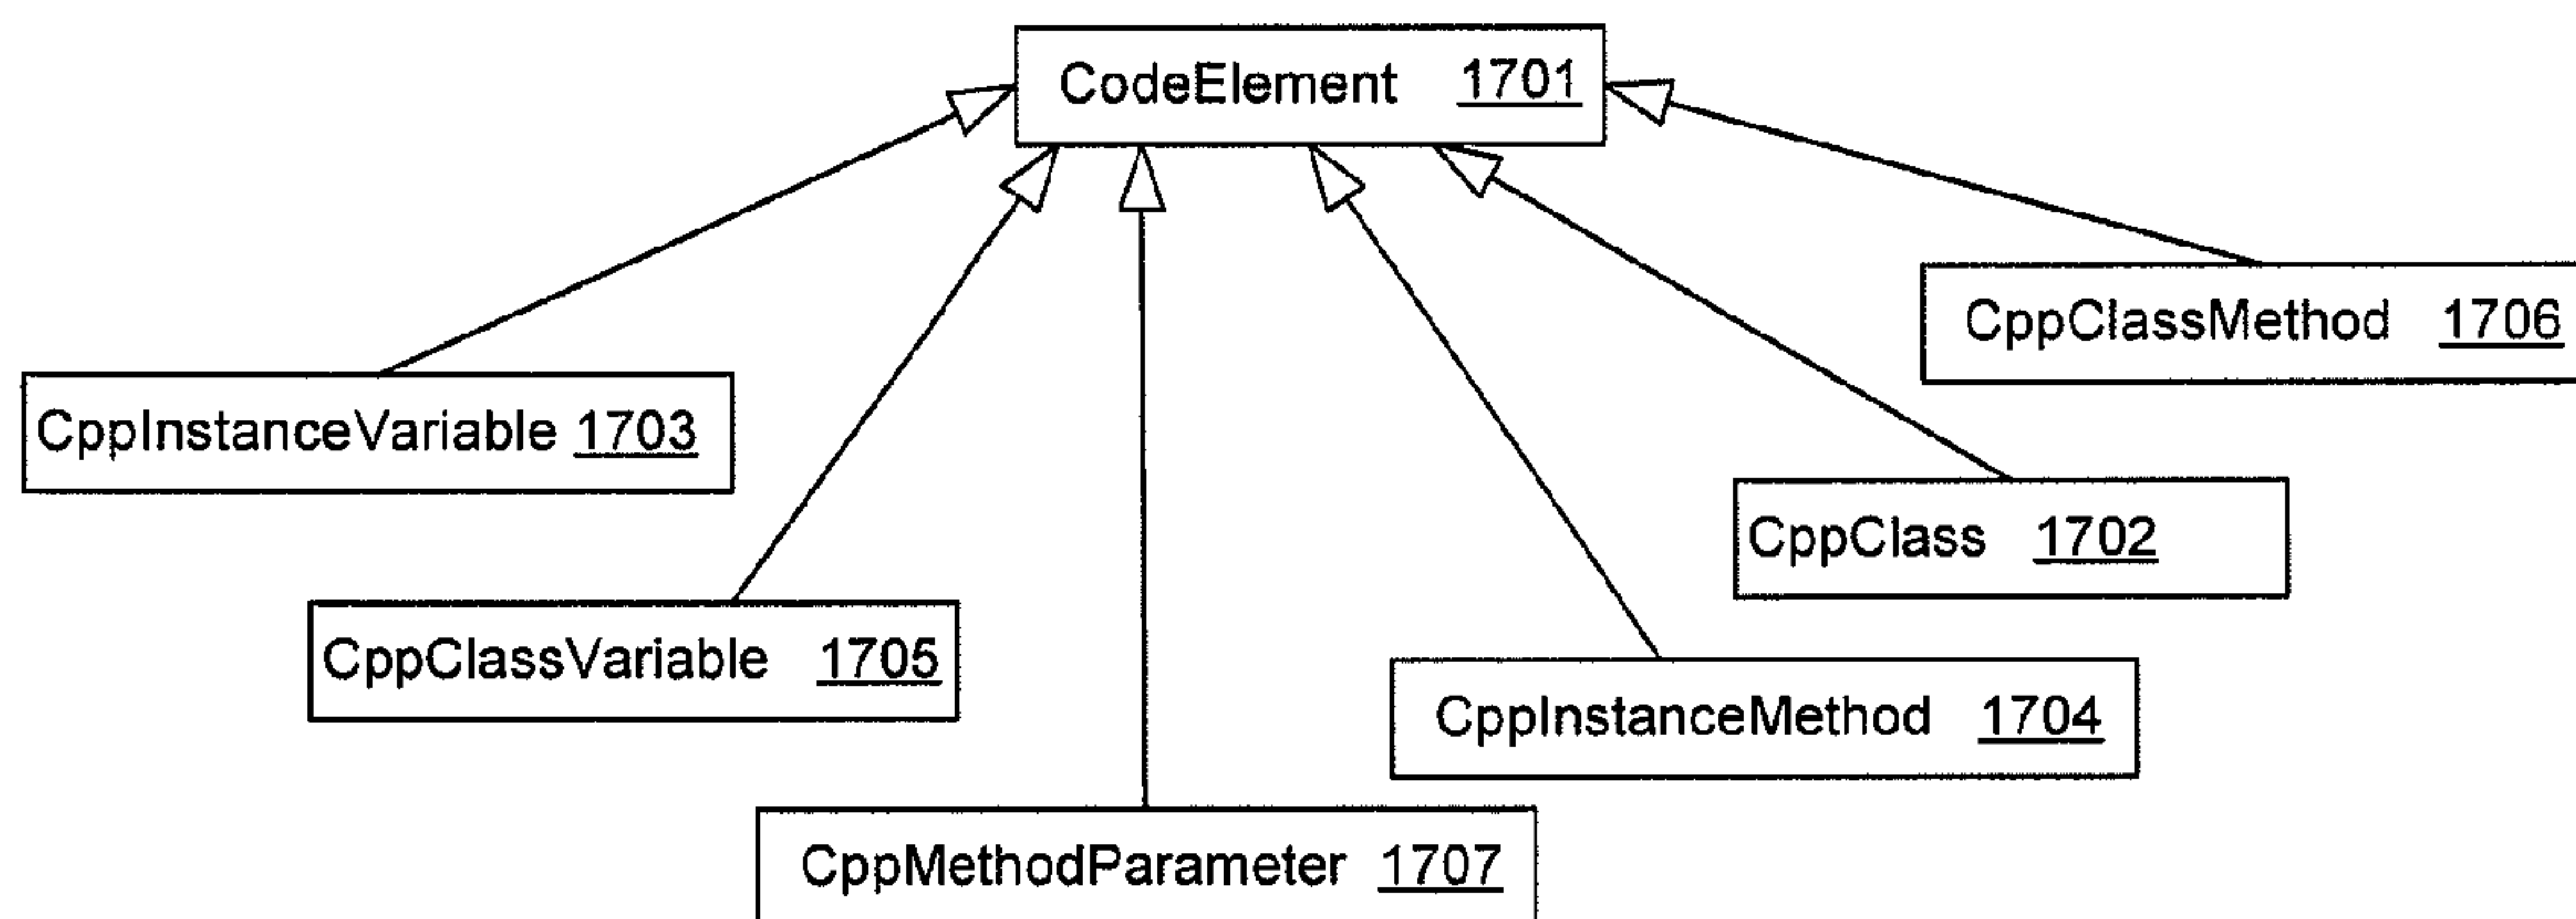 CodeElement 1701
CppClassMethod 1706
CppInstanceVariable 1703
CppClass 1702
CppClassVariable 1705
CppInstanceMethod 1704
CppMethodParameter 1707